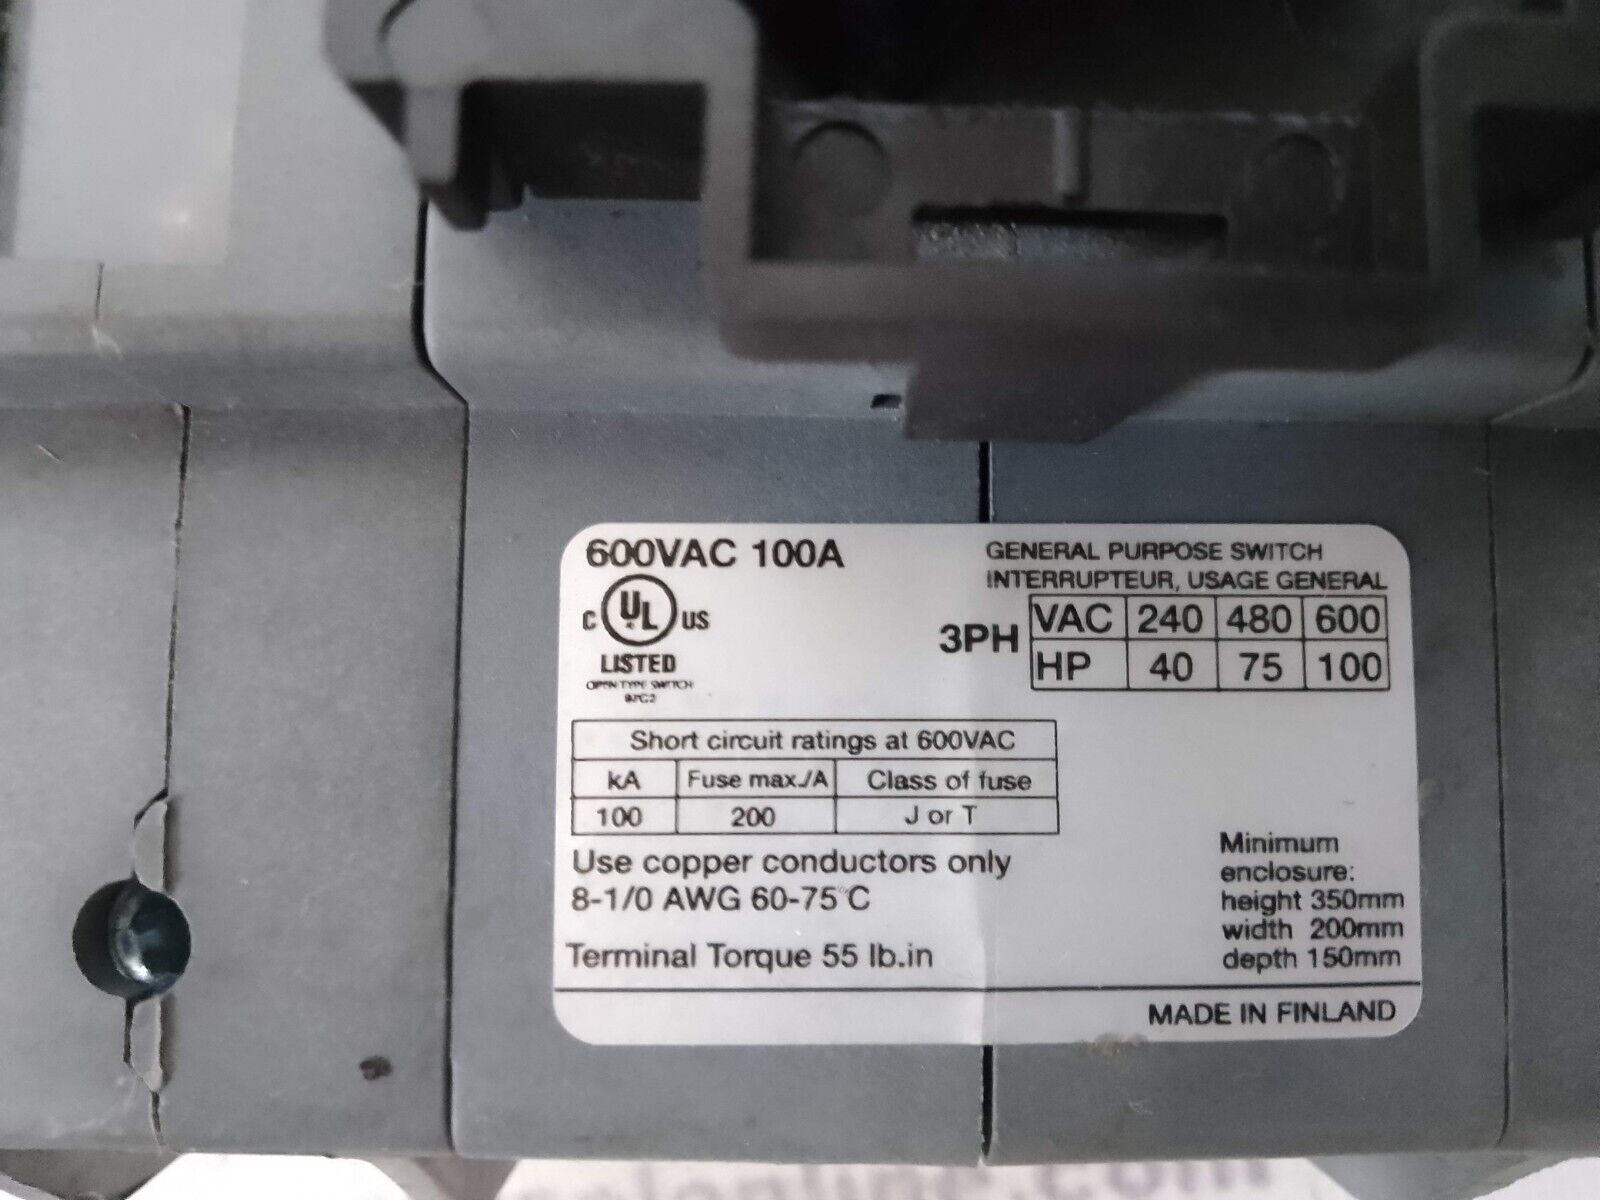 600VAC 100A
GENERAL PURPOSE SWITCH
INTERRUPTEUR, USAGE GENERAL
C UL US
LISTED
OPEN TYPE SWITCH
3PH
VAC 240 480 600
HP 40 75 100
Short circuit ratings at 600VAC
kA Fuse max./A Class of fuse
100 200 J or T
Use copper conductors only
8-1/0 AWG 60-75°C
Terminal Torque 55 lb.in
Minimum
enclosure:
height 350mm
width 200mm
depth 150mm
MADE IN FINLAND